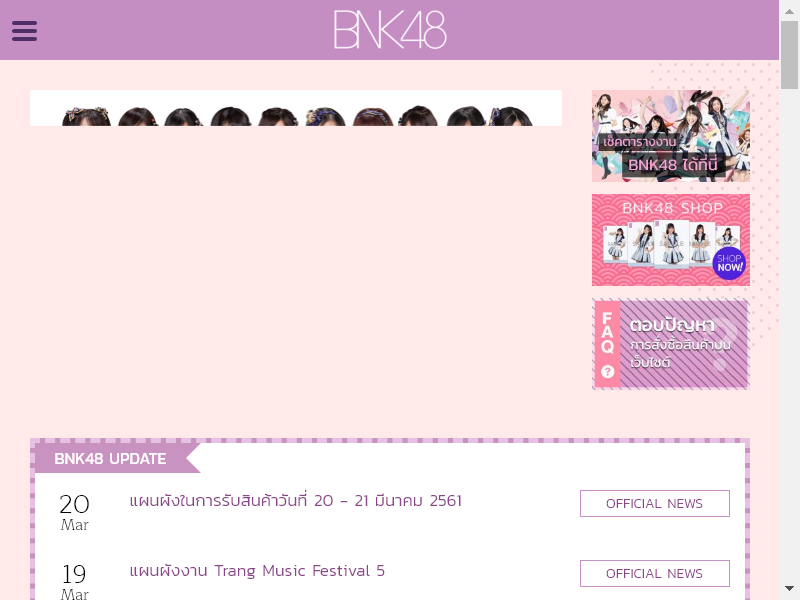 BNK48
เช็คตารางงาน
BNK48 ได้ที่นี่
BNK48 SHOP
SHOP
NOW!
FAQ
ตอบปัญหา
การสั่งซื้อสินค้าบน
เว็บไซต์
BNK48 UPDATE
20
Mar
แผนผังในการรับสินค้าวันที่ 20 - 21 มีนาคม 2561
OFFICIAL NEWS
19
Mar
แผนผังงาน Trang Music Festival 5
OFFICIAL NEWS